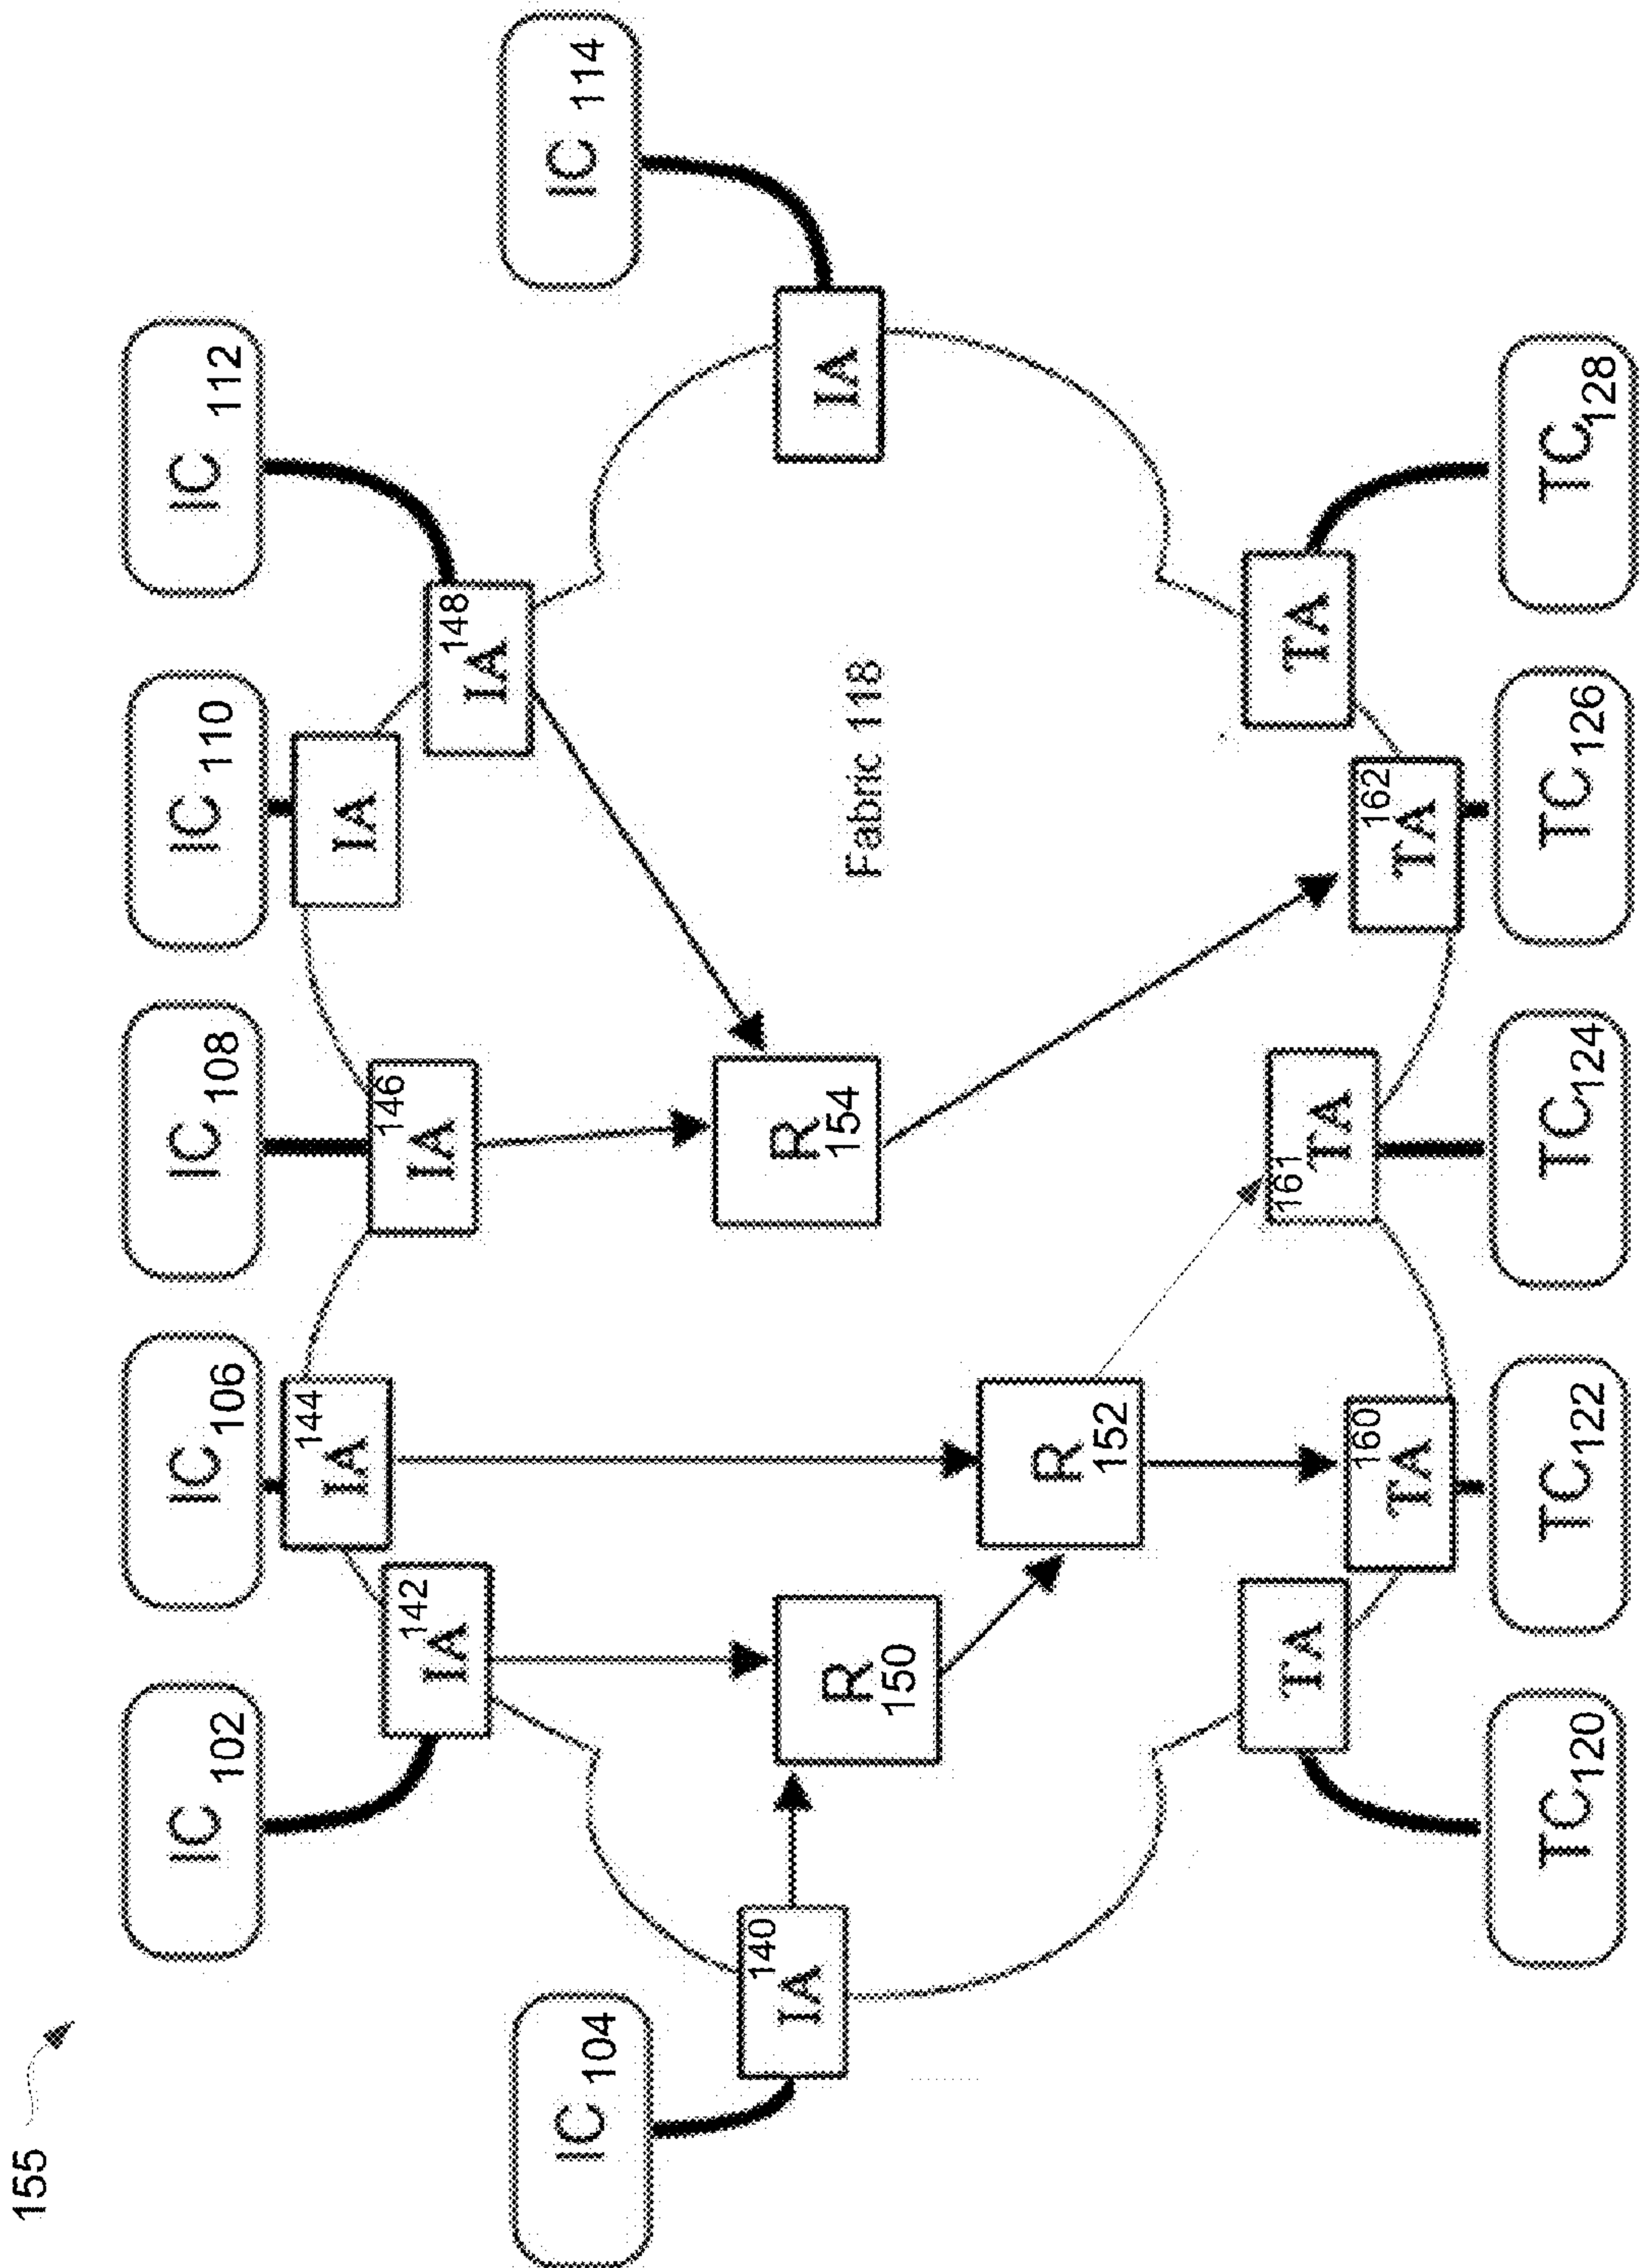 155
IC 102
IC 106
IC 108
IC 110
IC 112
IC 104
IC 114
144
IA
142
IA
146
IA
IA
148
IA
140
IA
IA
R
150
R
154
Fabric 118
R
152
TA
160
TA
161
TA
162
TA
TA
TC 120
TC 122
TC 124
TC 126
TC 128